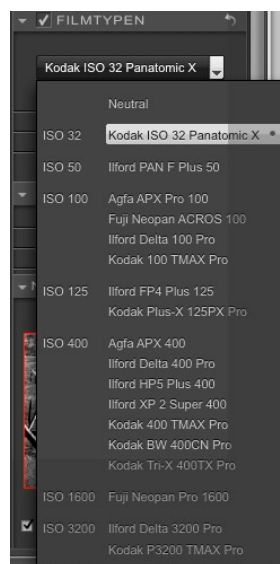 FILMTYPEN
Kodak ISO 32 Panatomic X
Neutral
ISO 32 Kodak ISO 32 Panatomic X
ISO 50 Ilford PAN F Plus 50
ISO 100 Agfa APX Pro 100
Fuji Neopan ACROS 100
Ilford Delta 100 Pro
Kodak 100 TMAX Pro
ISO 125 Ilford FP4 Plus 125
Kodak Plus-X 125PX Pro
ISO 400 Agfa APX 400
Ilford Delta 400 Pro
Ilford HP5 Plus 400
Ilford XP 2 Super 400
Kodak 400 TMAX Pro
Kodak BW 400CN Pro
Kodak Tri-X 400TX Pro
ISO 1600 Fuji Neopan Pro 1600
ISO 3200 Ilford Delta 3200 Pro
Kodak P3200 TMAX Pro